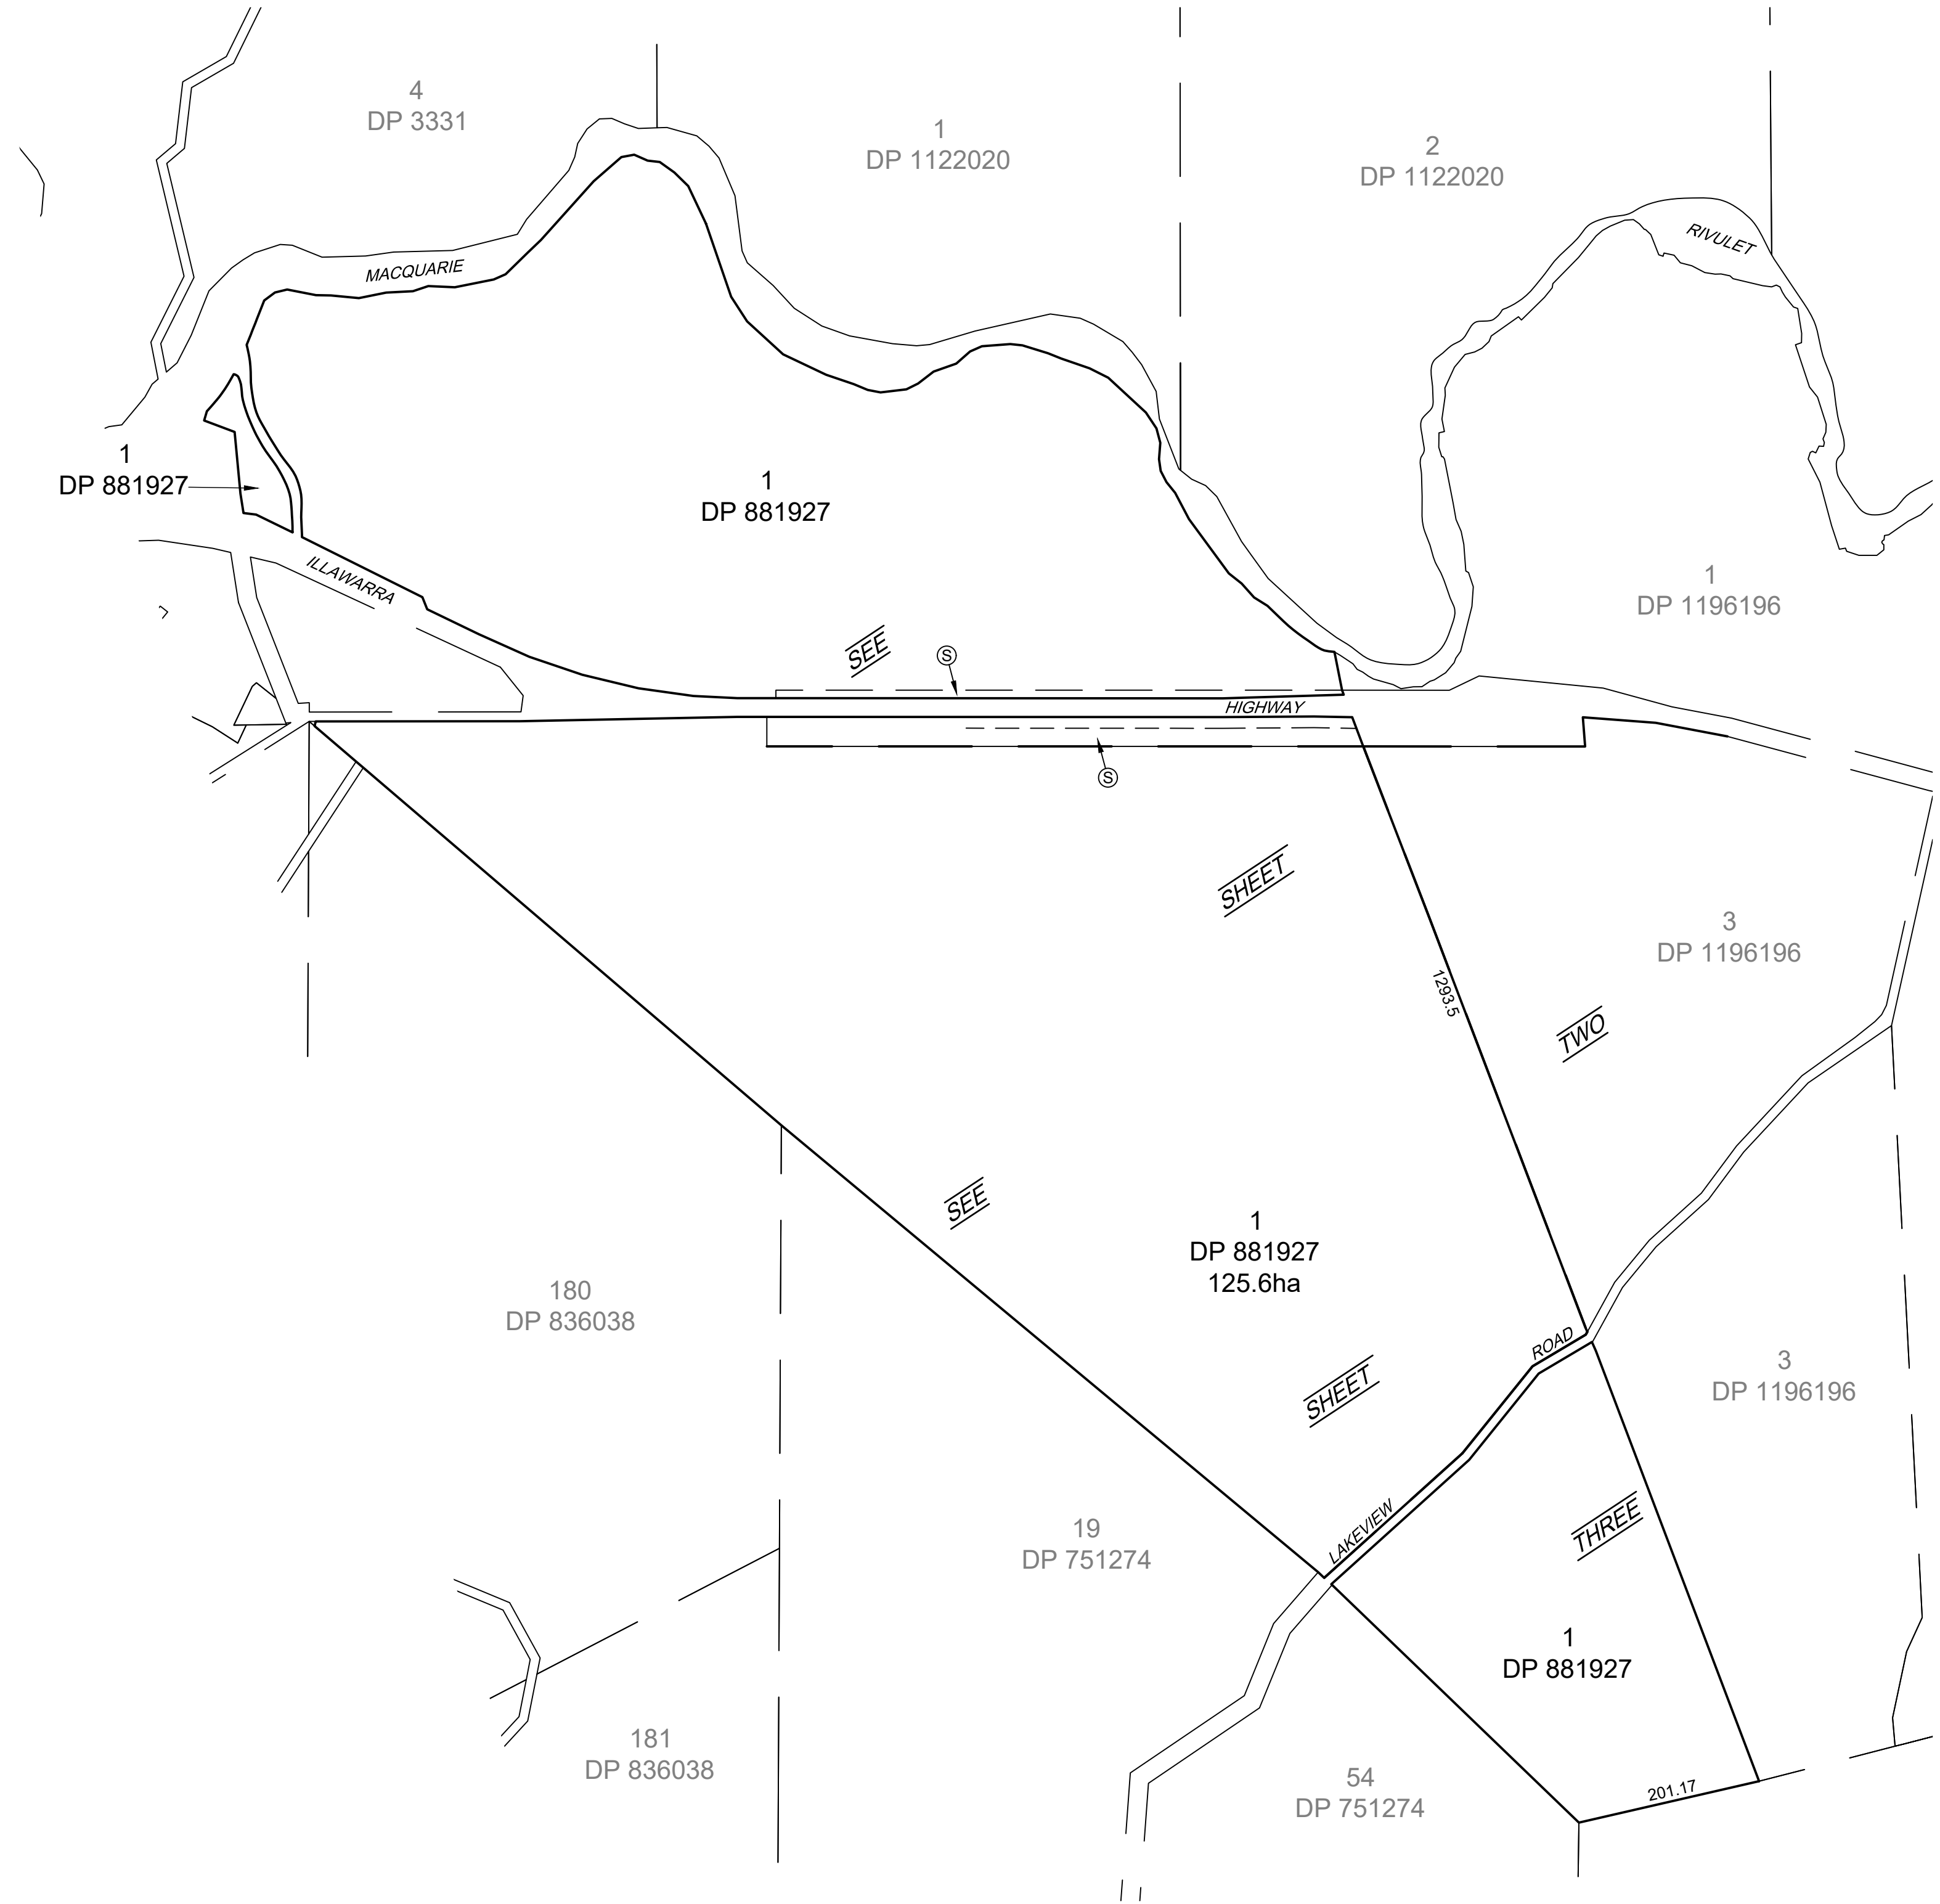 4
DP 3331
1
DP 1122020
2
DP 1122020
RIVULET
MACQUARIE
1
DP 881927
1
DP 881927
ILLAWARRA
1
DP 1196196
SEE
S
HIGHWAY
S
SHEET
3
DP 1196196
1293.5
TWO
SEE
1
DP 881927
125.6ha
180
DP 836038
ROAD
SHEET
3
DP 1196196
LAKEVIEW
THREE
19
DP 751274
1
DP 881927
181
DP 836038
54
DP 751274
201.17